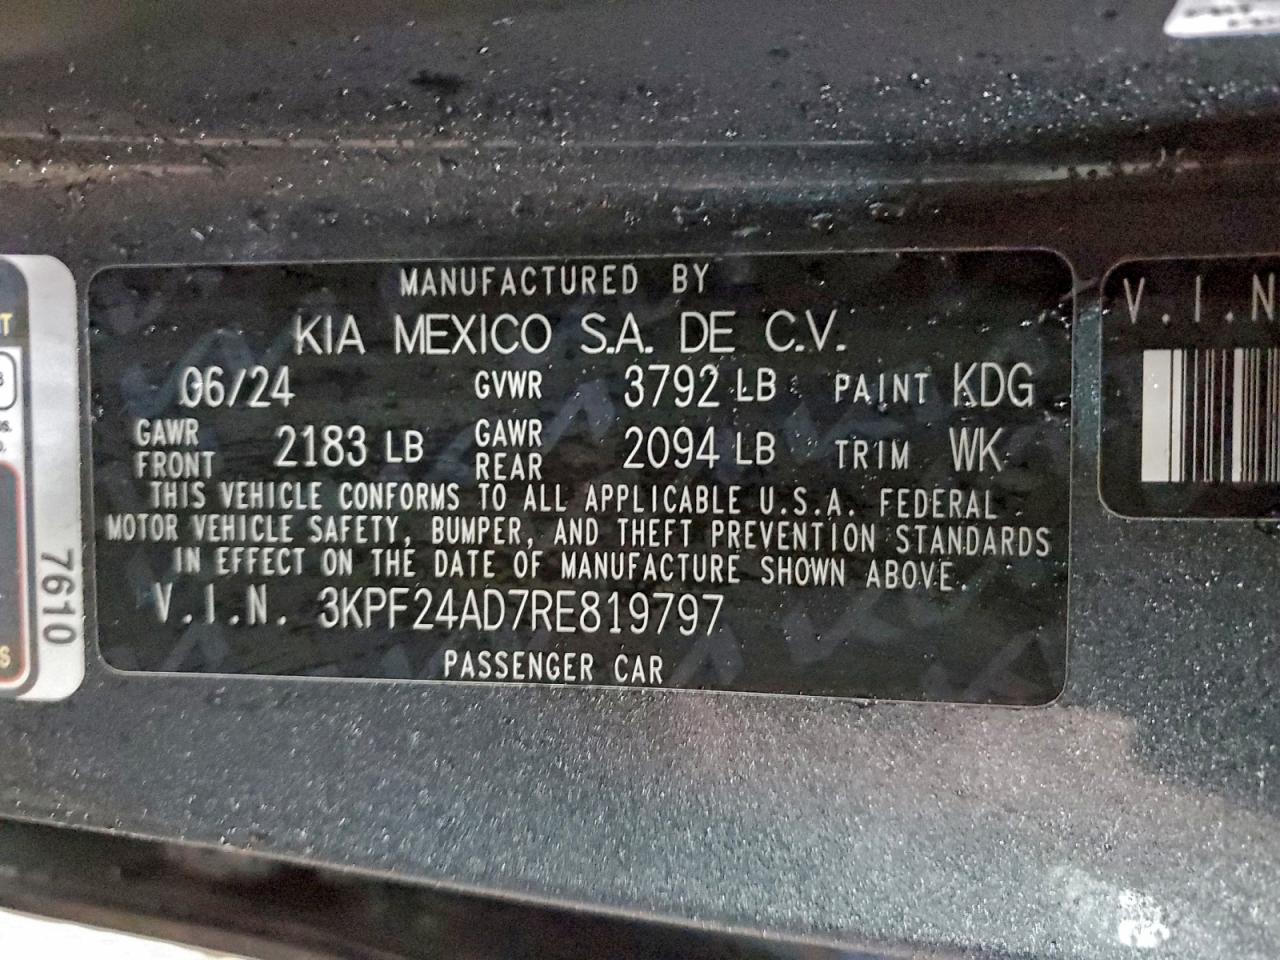 MANUFACTURED BY
KIA MEXICO S.A. DE C.V.
06/24 GVWR 3792 LB PAINT KDG
GAWR FRONT 2183 LB GAWR REAR 2094 LB TRIM WK
THIS VEHICLE CONFORMS TO ALL APPLICABLE U.S.A. FEDERAL
MOTOR VEHICLE SAFETY, BUMPER, AND THEFT PREVENTION STANDARDS
IN EFFECT ON THE DATE OF MANUFACTURE SHOWN ABOVE.
V.I.N. 3KPF24AD7RE819797
PASSENGER CAR
7610
V.I.N